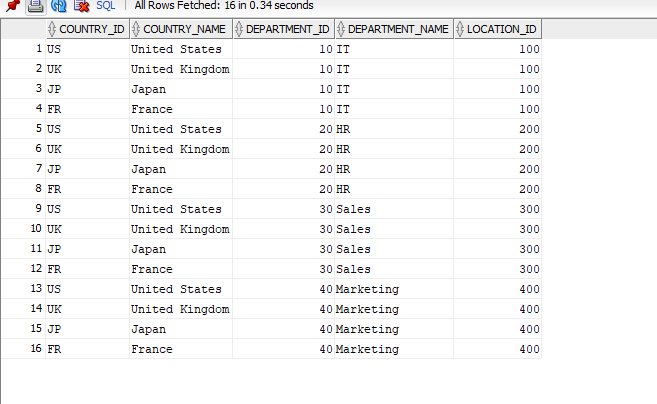 SQL | All Rows Fetched: 16 in 0.34 seconds
COUNTRY_ID COUNTRY_NAME DEPARTMENT_ID DEPARTMENT_NAME LOCATION_ID
1 US United States 10 IT 100
2 UK United Kingdom 10 IT 100
3 JP Japan 10 IT 100
4 FR France 10 IT 100
5 US United States 20 HR 200
6 UK United Kingdom 20 HR 200
7 JP Japan 20 HR 200
8 FR France 20 HR 200
9 US United States 30 Sales 300
10 UK United Kingdom 30 Sales 300
11 JP Japan 30 Sales 300
12 FR France 30 Sales 300
13 US United States 40 Marketing 400
14 UK United Kingdom 40 Marketing 400
15 JP Japan 40 Marketing 400
16 FR France 40 Marketing 400